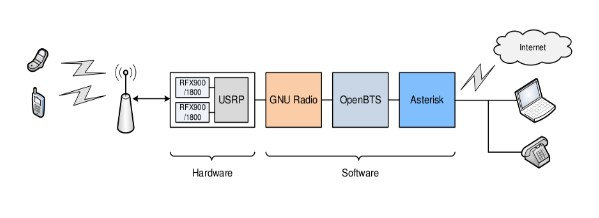 Internet
RFX900
/1800
RFX900
/1800
USRP
GNU Radio
OpenBTS
Asterisk
Hardware
Software